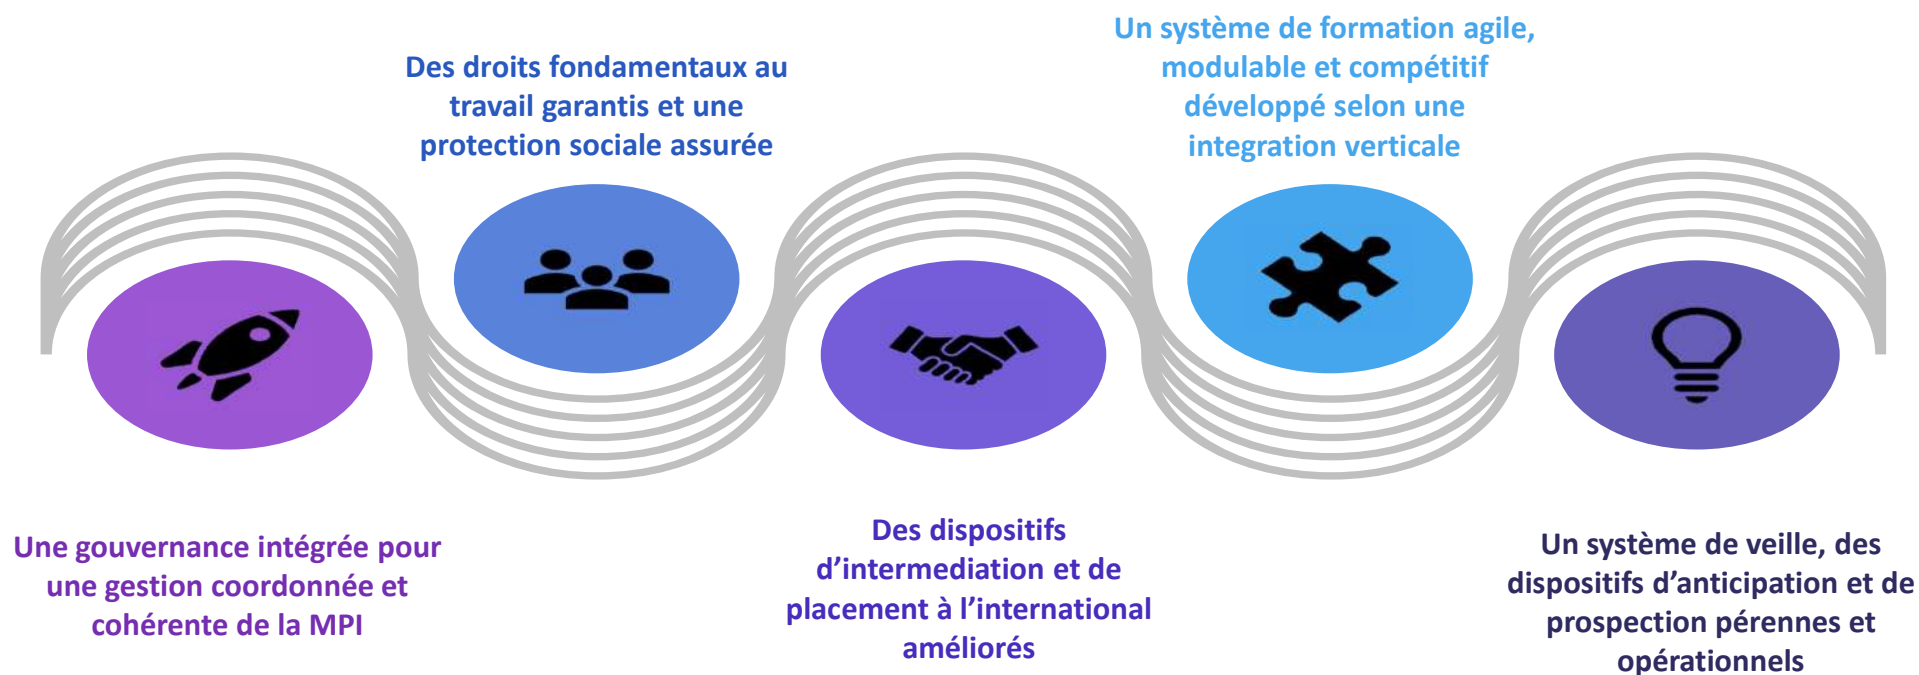 Une gouvernance intégrée pour
une gestion coordonnée et
cohérente de la MPI
Des droits fondamentaux au
travail garantis et une
protection sociale assurée
Des dispositifs
d’intermediation et de
placement à l’international
améliorés
Un système de formation agile,
modulable et compétitif
développé selon une
integration verticale
Un système de veille, des
dispositifs d’anticipation et de
prospection pérennes et
opérationnels